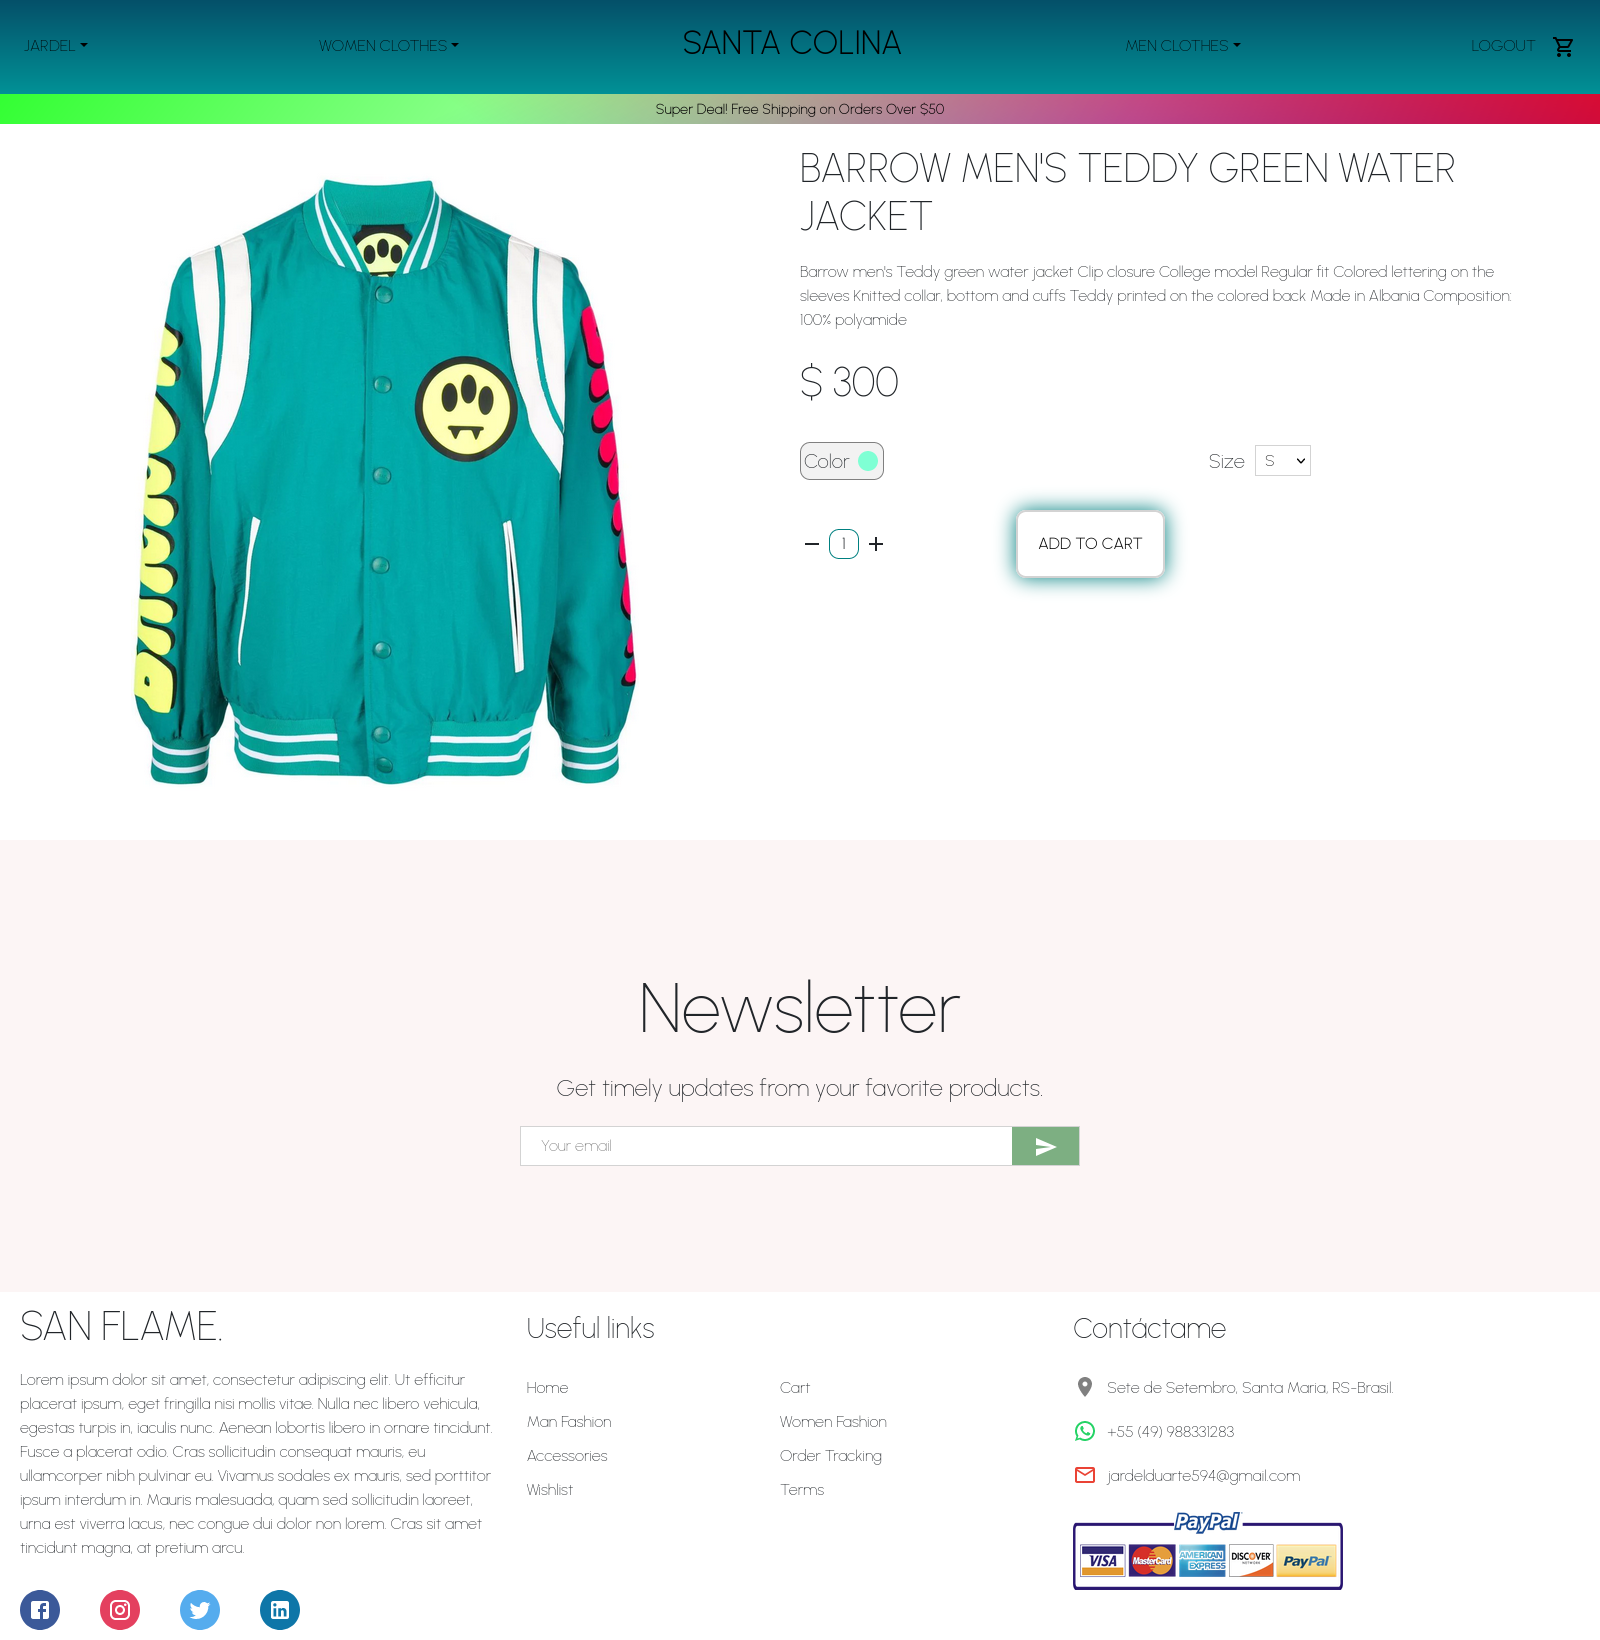 JARDEL
WOMEN CLOTHES
SANTA COLINA
MEN CLOTHES
LOGOUT
Super Deal! Free Shipping on Orders Over $50
BARROW MEN'S TEDDY GREEN WATER
JACKET
Barrow men's Teddy green water jacket Clip closure College model Regular fit Colored lettering on the
sleeves Knitted collar, bottom and cuffs Teddy printed on the colored back Made in Albania Composition:
100% polyamide
$ 300
Color
Size
S
1
ADD TO CART
Newsletter
Get timely updates from your favorite products.
Your email
SAN FLAME.
Lorem ipsum dolor sit amet, consectetur adipiscing elit. Ut efficitur
placerat ipsum, eget fringilla nisi mollis vitae. Nulla nec libero vehicula,
egestas turpis in, iaculis nunc. Aenean lobortis libero in ornare tincidunt.
Fusce a placerat odio. Cras sollicitudin consequat mauris, eu
ullamcorper nibh pulvinar eu. Vivamus sodales ex mauris, sed porttitor
ipsum interdum in. Mauris malesuada, quam sed sollicitudin laoreet,
urna est viverra lacus, nec congue dui dolor non lorem. Cras sit amet
tincidunt magna, at pretium arcu.
Useful links
Home
Cart
Man Fashion
Women Fashion
Accessories
Order Tracking
Wishlist
Terms
Contáctame
Sete de Setembro, Santa Maria, RS-Brasil.
+55 (49) 988331283
jardelduarte594@gmail.com
PayPal
VISA
MasterCard
AMERICAN
EXPRESS
DISCOVER
NETWORK
PayPal